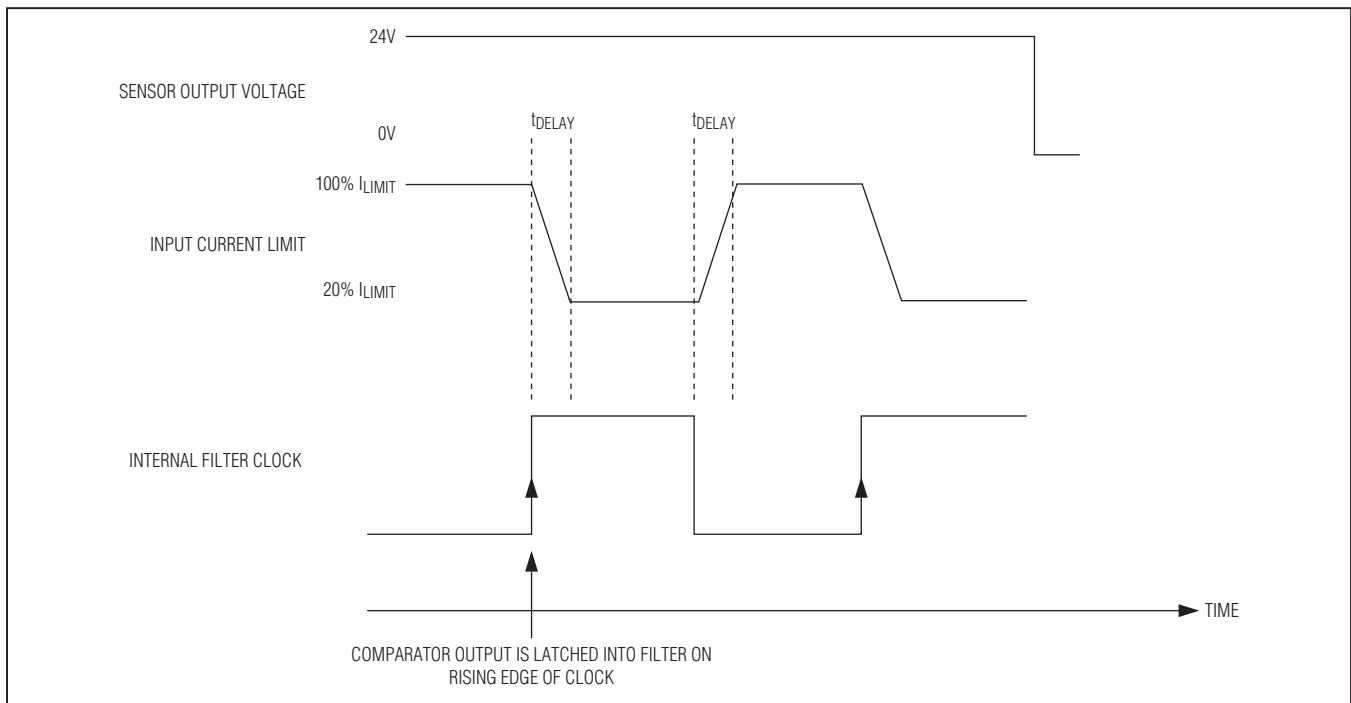 24V
SENSOR OUTPUT VOLTAGE
0V
tDELAY
tDELAY
100% ILIMIT
INPUT CURRENT LIMIT
20% ILIMIT
INTERNAL FILTER CLOCK
TIME
COMPARATOR OUTPUT IS LATCHED INTO FILTER ON
RISING EDGE OF CLOCK